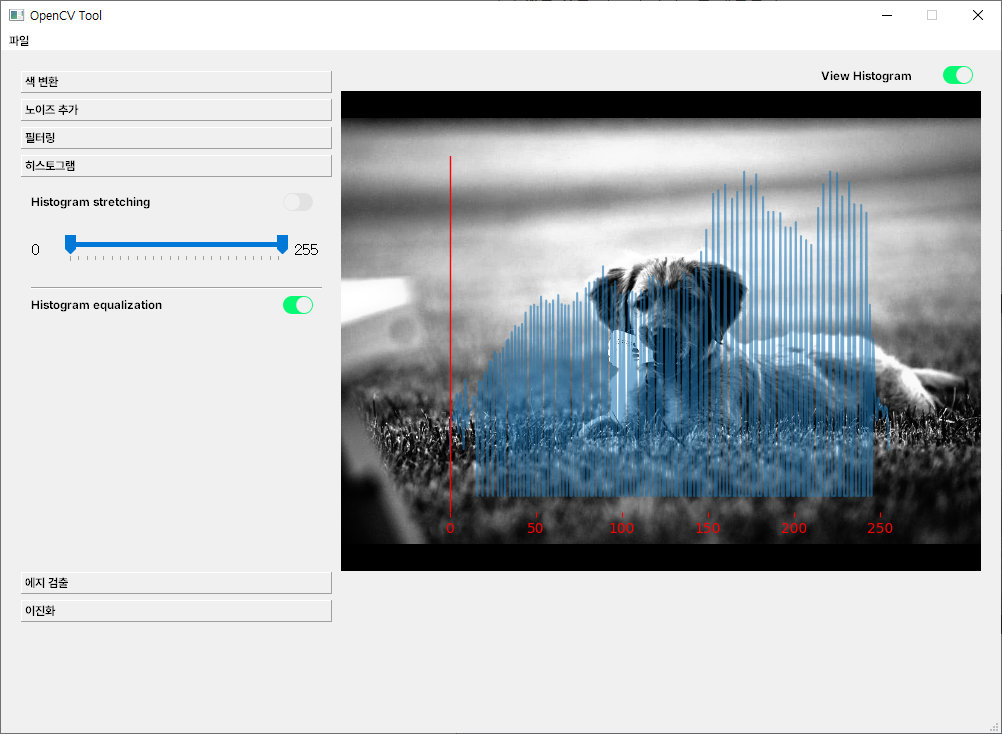 OpenCV Tool
파일
색 변환
노이즈 추가
필터링
히스토그램
Histogram stretching
0 255
Histogram equalization
에지 검출
이진화
View Histogram
0 50 100 150 200 250